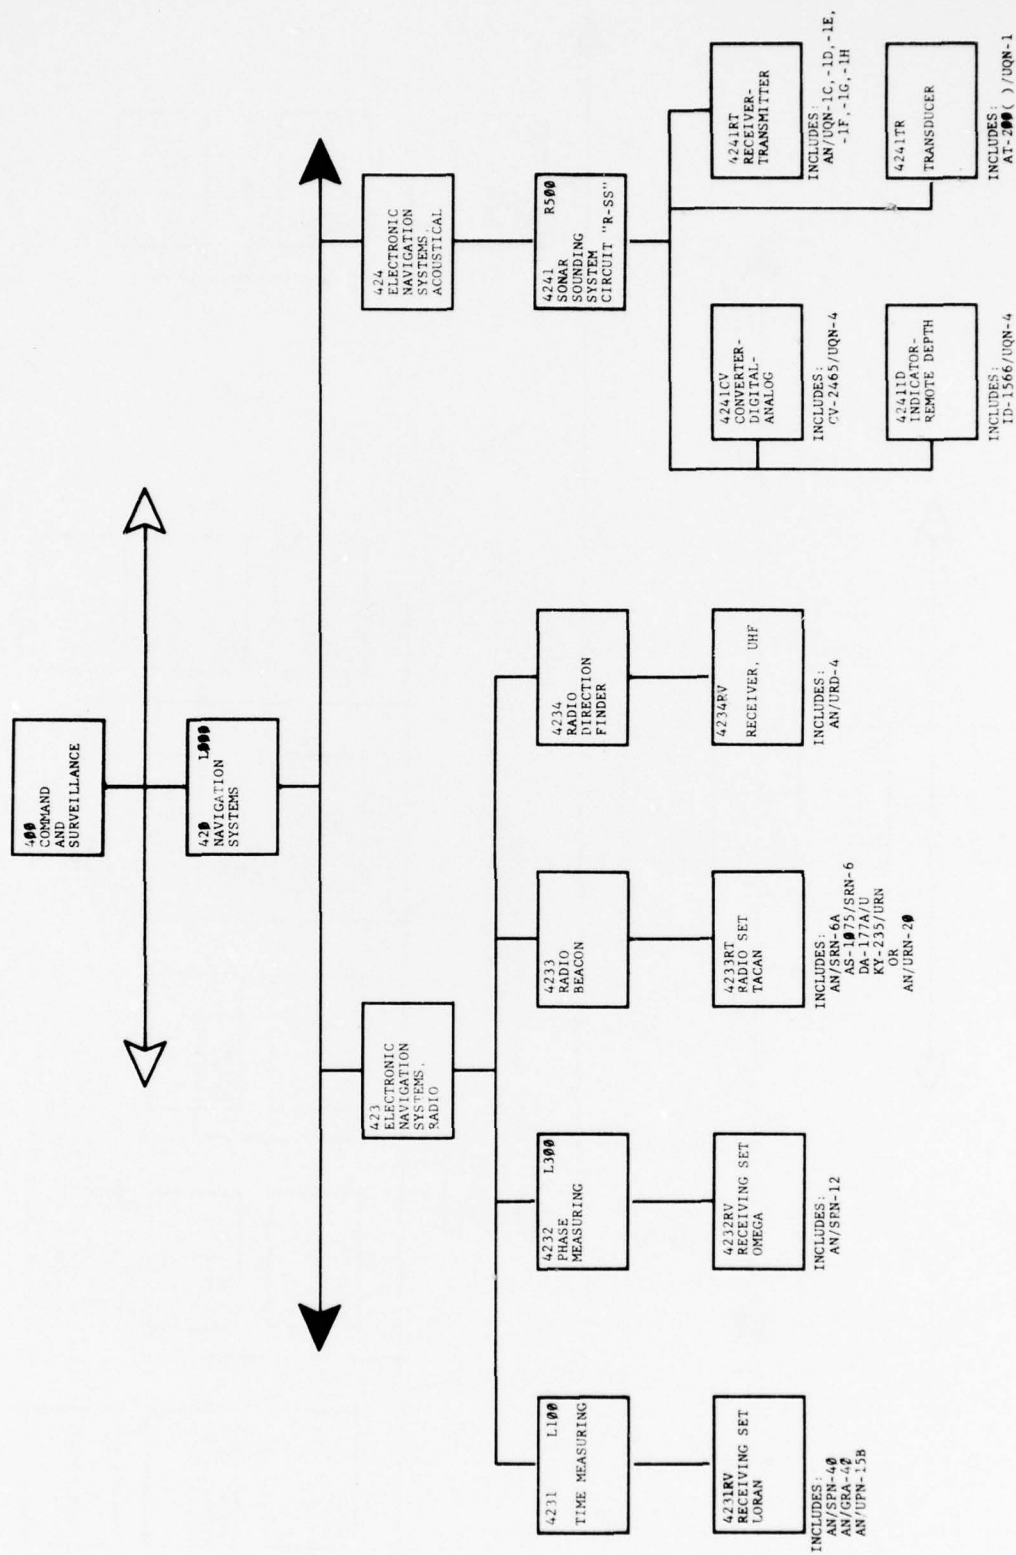 400
COMMAND
AND
SURVEILLANCE
420 L000
NAVIGATION
SYSTEMS
423
ELECTRONIC
NAVIGATION
SYSTEMS,
RADIO
424
ELECTRONIC
NAVIGATION
SYSTEMS,
ACOUSTICAL
4231 L100
TIME MEASURING
4232 L300
PHASE
MEASURING
4233
RADIO
BEACON
4234
RADIO
DIRECTION
FINDER
4241 R500
SONAR
SOUNDING
SYSTEM
CIRCUIT "R-SS"
4231RV
RECEIVING SET
LORAN
INCLUDES:
AN/SPN-40
AN/GRA-40
AN/UPN-15B
4232RV
RECEIVING SET
OMEGA
INCLUDES:
AN/SPN-12
4233RT
RADIO SET
TACAN
INCLUDES:
AN/SRN-6A
AS-1075/SRN-6
DA-177A/U
KY-235/URN
OR
AN/URN-20
4234RV
RECEIVER, UHF
INCLUDES:
AN/URD-4
4241CV
CONVERTER-
DIGITAL-
ANALOG
INCLUDES:
CV-2465/UQN-4
4241RT
RECEIVER-
TRANSMITTER
INCLUDES:
AN/UQN-1C,-1D,-1E,
-1F,-1G,-1H
4241ID
INDICATOR-
REMOTE DEPTH
INCLUDES:
ID-1566/UQN-4
4241TR
TRANSDUCER
INCLUDES:
AT-200( )/UQN-1